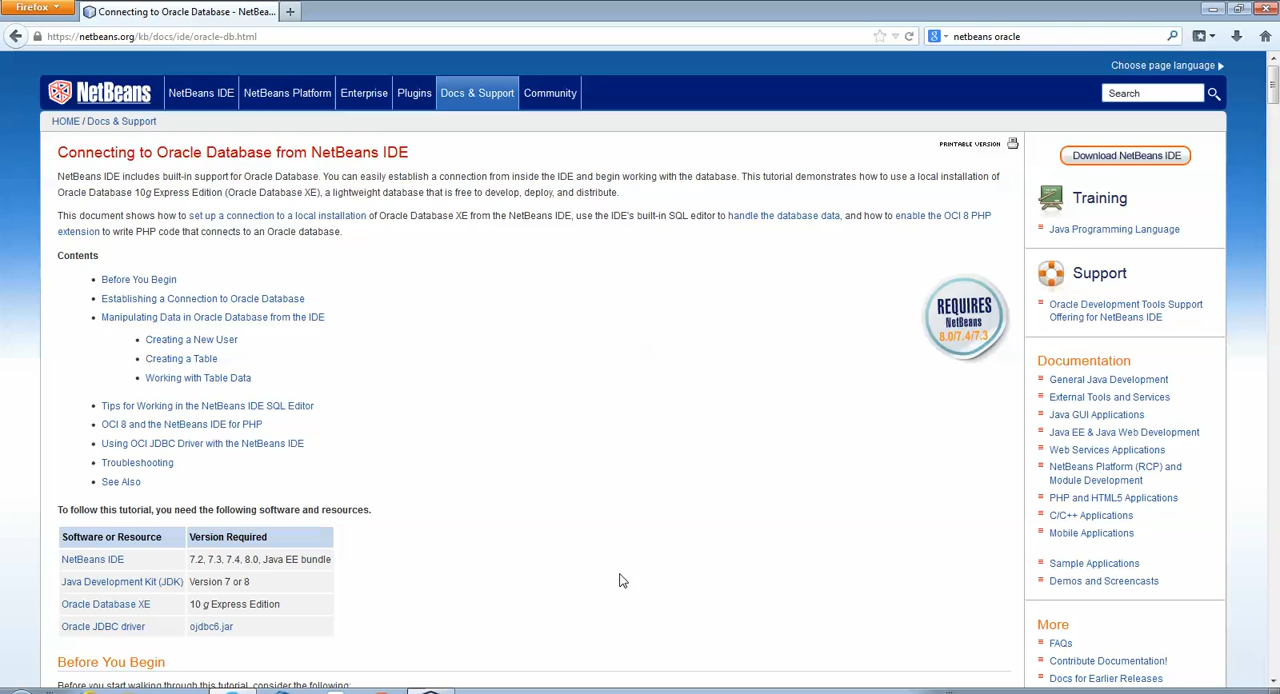 Firefox
Connecting to Oracle Database - NetBea...
https://netbeans.org/kb/docs/ide/oracle-db.html
netbeans oracle
Choose page language
NetBeans
NetBeans IDE
NetBeans Platform
Enterprise
Plugins
Docs & Support
Community
Search
HOME / Docs & Support
Connecting to Oracle Database from NetBeans IDE
PRINTABLE VERSION
NetBeans IDE includes built-in support for Oracle Database. You can easily establish a connection from inside the IDE and begin working with the database. This tutorial demonstrates how to use a local installation of
Oracle Database 10g Express Edition (Oracle Database XE), a lightweight database that is free to develop, deploy, and distribute.
This document shows how to set up a connection to a local installation of Oracle Database XE from the NetBeans IDE, use the IDE's built-in SQL editor to handle the database data, and how to enable the OCI 8 PHP
extension to write PHP code that connects to an Oracle database.
Contents
Before You Begin
Establishing a Connection to Oracle Database
Manipulating Data in Oracle Database from the IDE
Creating a New User
Creating a Table
Working with Table Data
Tips for Working in the NetBeans IDE SQL Editor
OCI 8 and the NetBeans IDE for PHP
Using OCI JDBC Driver with the NetBeans IDE
Troubleshooting
See Also
REQUIRES
NetBeans
8.0/7.4/7.3
To follow this tutorial, you need the following software and resources.
Software or Resource Version Required
NetBeans IDE 7.2, 7.3, 7.4, 8.0, Java EE bundle
Java Development Kit (JDK) Version 7 or 8
Oracle Database XE 10 g Express Edition
Oracle JDBC driver ojdbc6.jar
Before You Begin
Before you start walking through this tutorial, consider the following:
Download NetBeans IDE
Training
Java Programming Language
Support
Oracle Development Tools Support
Offering for NetBeans IDE
Documentation
General Java Development
External Tools and Services
Java GUI Applications
Java EE & Java Web Development
Web Services Applications
NetBeans Platform (RCP) and
Module Development
PHP and HTML5 Applications
C/C++ Applications
Mobile Applications
Sample Applications
Demos and Screencasts
More
FAQs
Contribute Documentation!
Docs for Earlier Releases